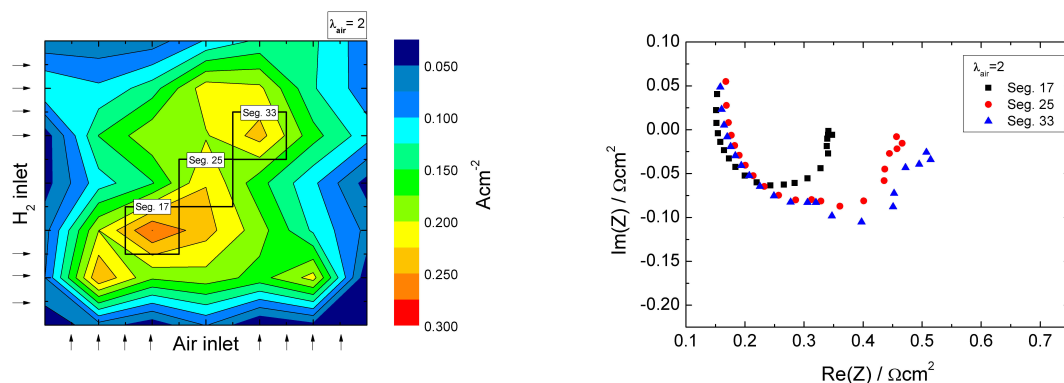 λair= 2
Seg. 33
Seg. 25
Seg. 17
H2 inlet
Air inlet
0.050
0.100
0.150
0.200
0.250
0.300
Acm-2
0.10
0.05
0.00
-0.05
-0.10
-0.15
-0.20
Im(Z) / Ωcm2
λair=2
Seg. 17
Seg. 25
Seg. 33
0.1 0.2 0.3 0.4 0.5 0.6 0.7
Re(Z) / Ωcm2